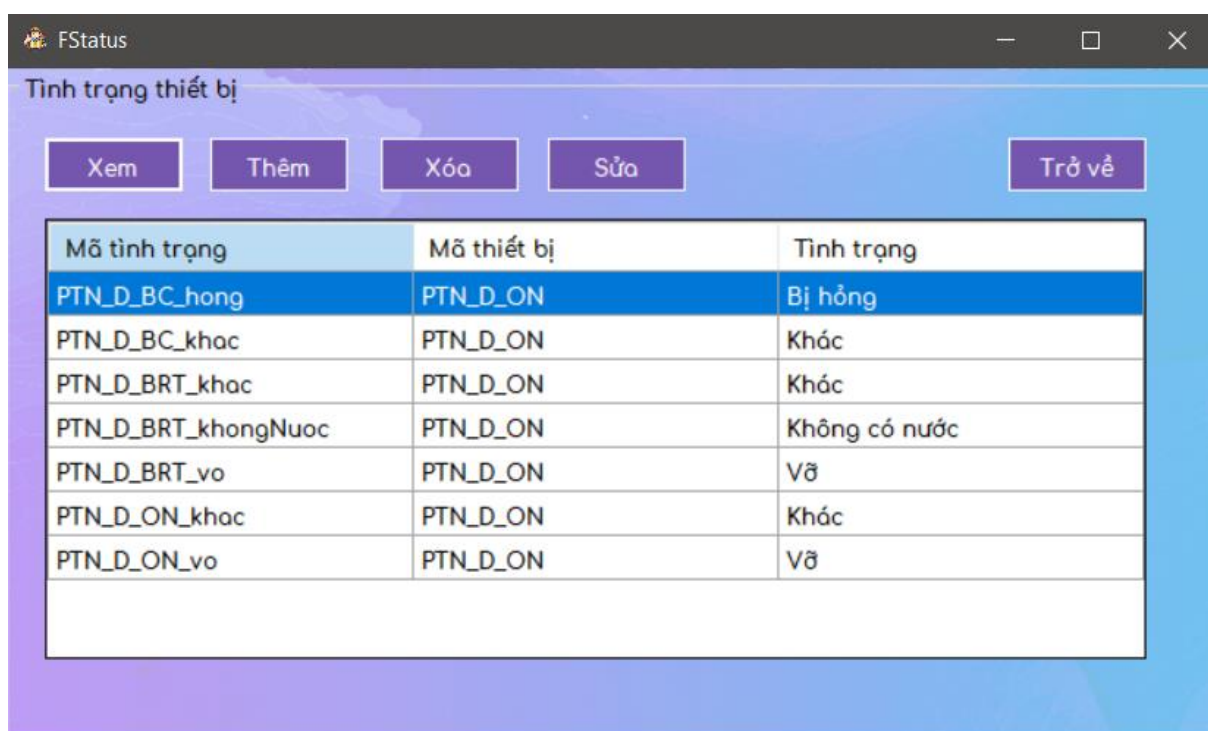 FStatus
Tình trạng thiết bị
Xem Thêm Xóa Sửa Trở về
Mã tình trạng Mã thiết bị Tình trạng
PTN_D_BC_hong PTN_D_ON Bị hỏng
PTN_D_BC_khac PTN_D_ON Khác
PTN_D_BRT_khac PTN_D_ON Khác
PTN_D_BRT_khongNuoc PTN_D_ON Không có nước
PTN_D_BRT_vo PTN_D_ON Vỡ
PTN_D_ON_khac PTN_D_ON Khác
PTN_D_ON_vo PTN_D_ON Vỡ